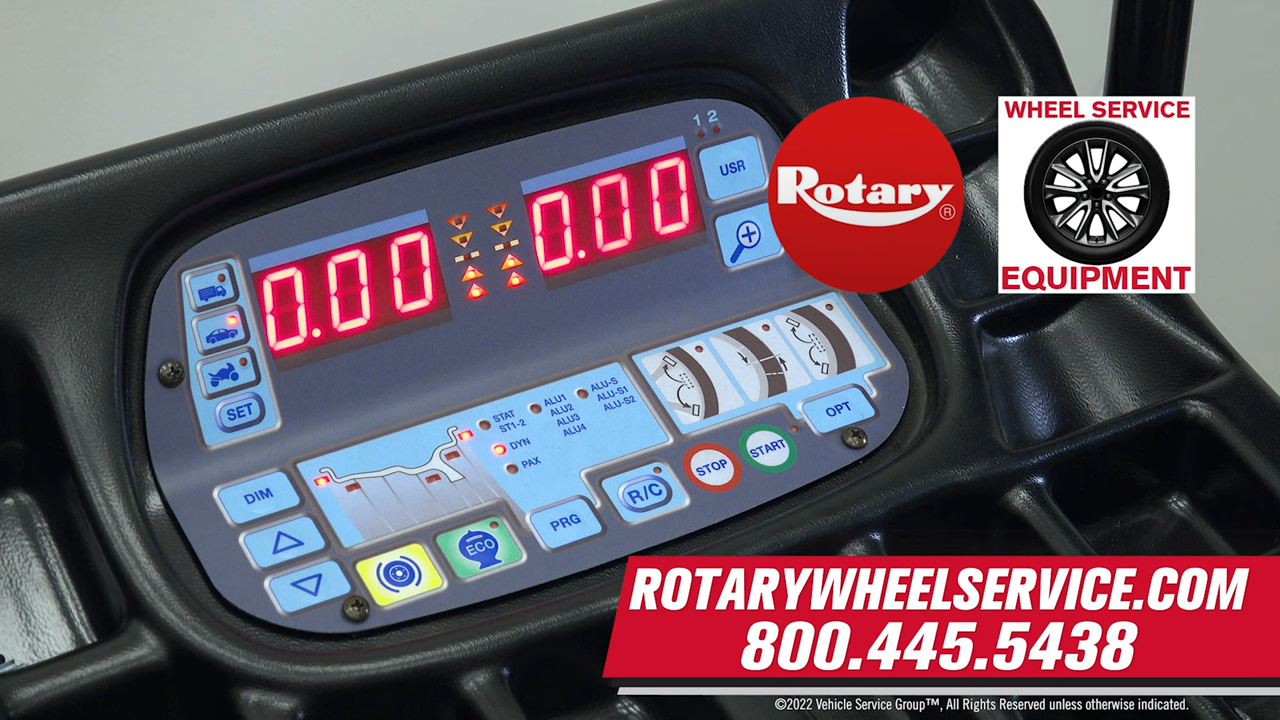 1 2
USR
0.00
0.00
Rotary®
WHEEL SERVICE
EQUIPMENT
SET
STAT
ST1-2
DYN
PAX
ALU1
ALU2
ALU3
ALU4
ALU-S
ALU-S1
ALU-S2
OPT
START
STOP
R/C
PRG
DIM
ECO
ROTARYWHEELSERVICE.COM
800.445.5438
©2022 Vehicle Service Group™, All Rights Reserved unless otherwise indicated.